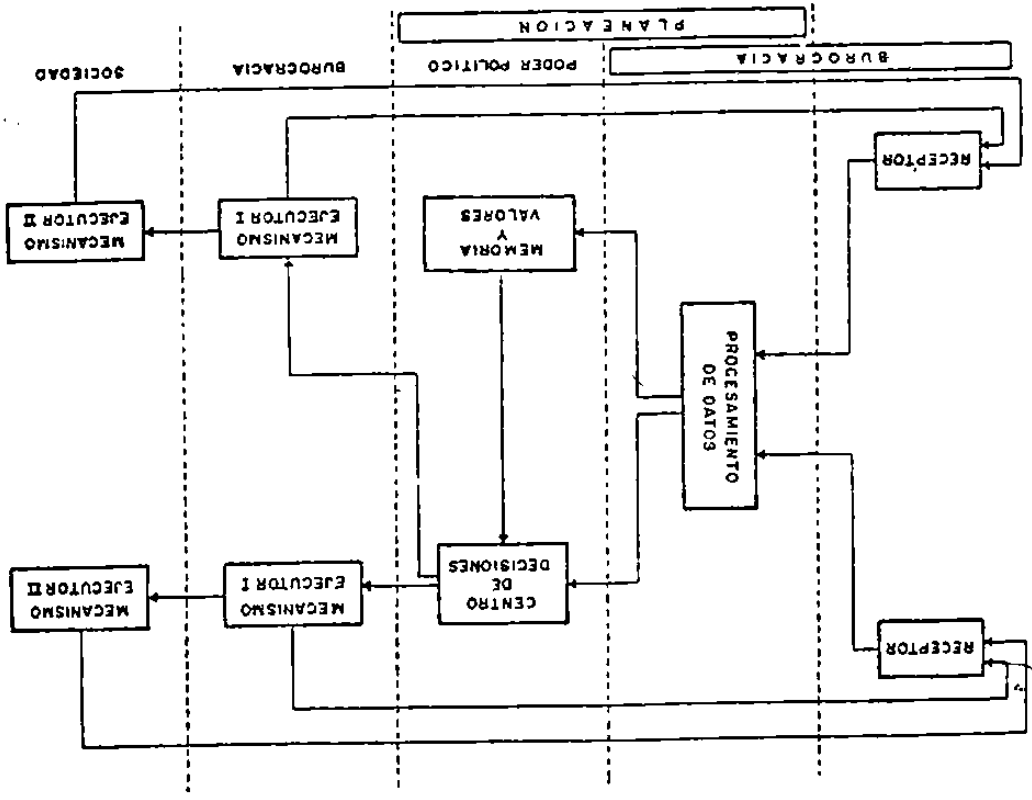 RECEPTOR
CENTRO
DE
DECISIONES
MECANISMO
EJECUTOR I
MECANISMO
EJECUTOR II
PROCESAMIENTO
DE DATOS
MEMORIA
Y
VALORES
MECANISMO
EJECUTOR I
MECANISMO
EJECUTOR II
RECEPTOR
BUROCRACIA
PODER POLITICO
BUROCRACIA
SOCIEDAD
PLANEACION